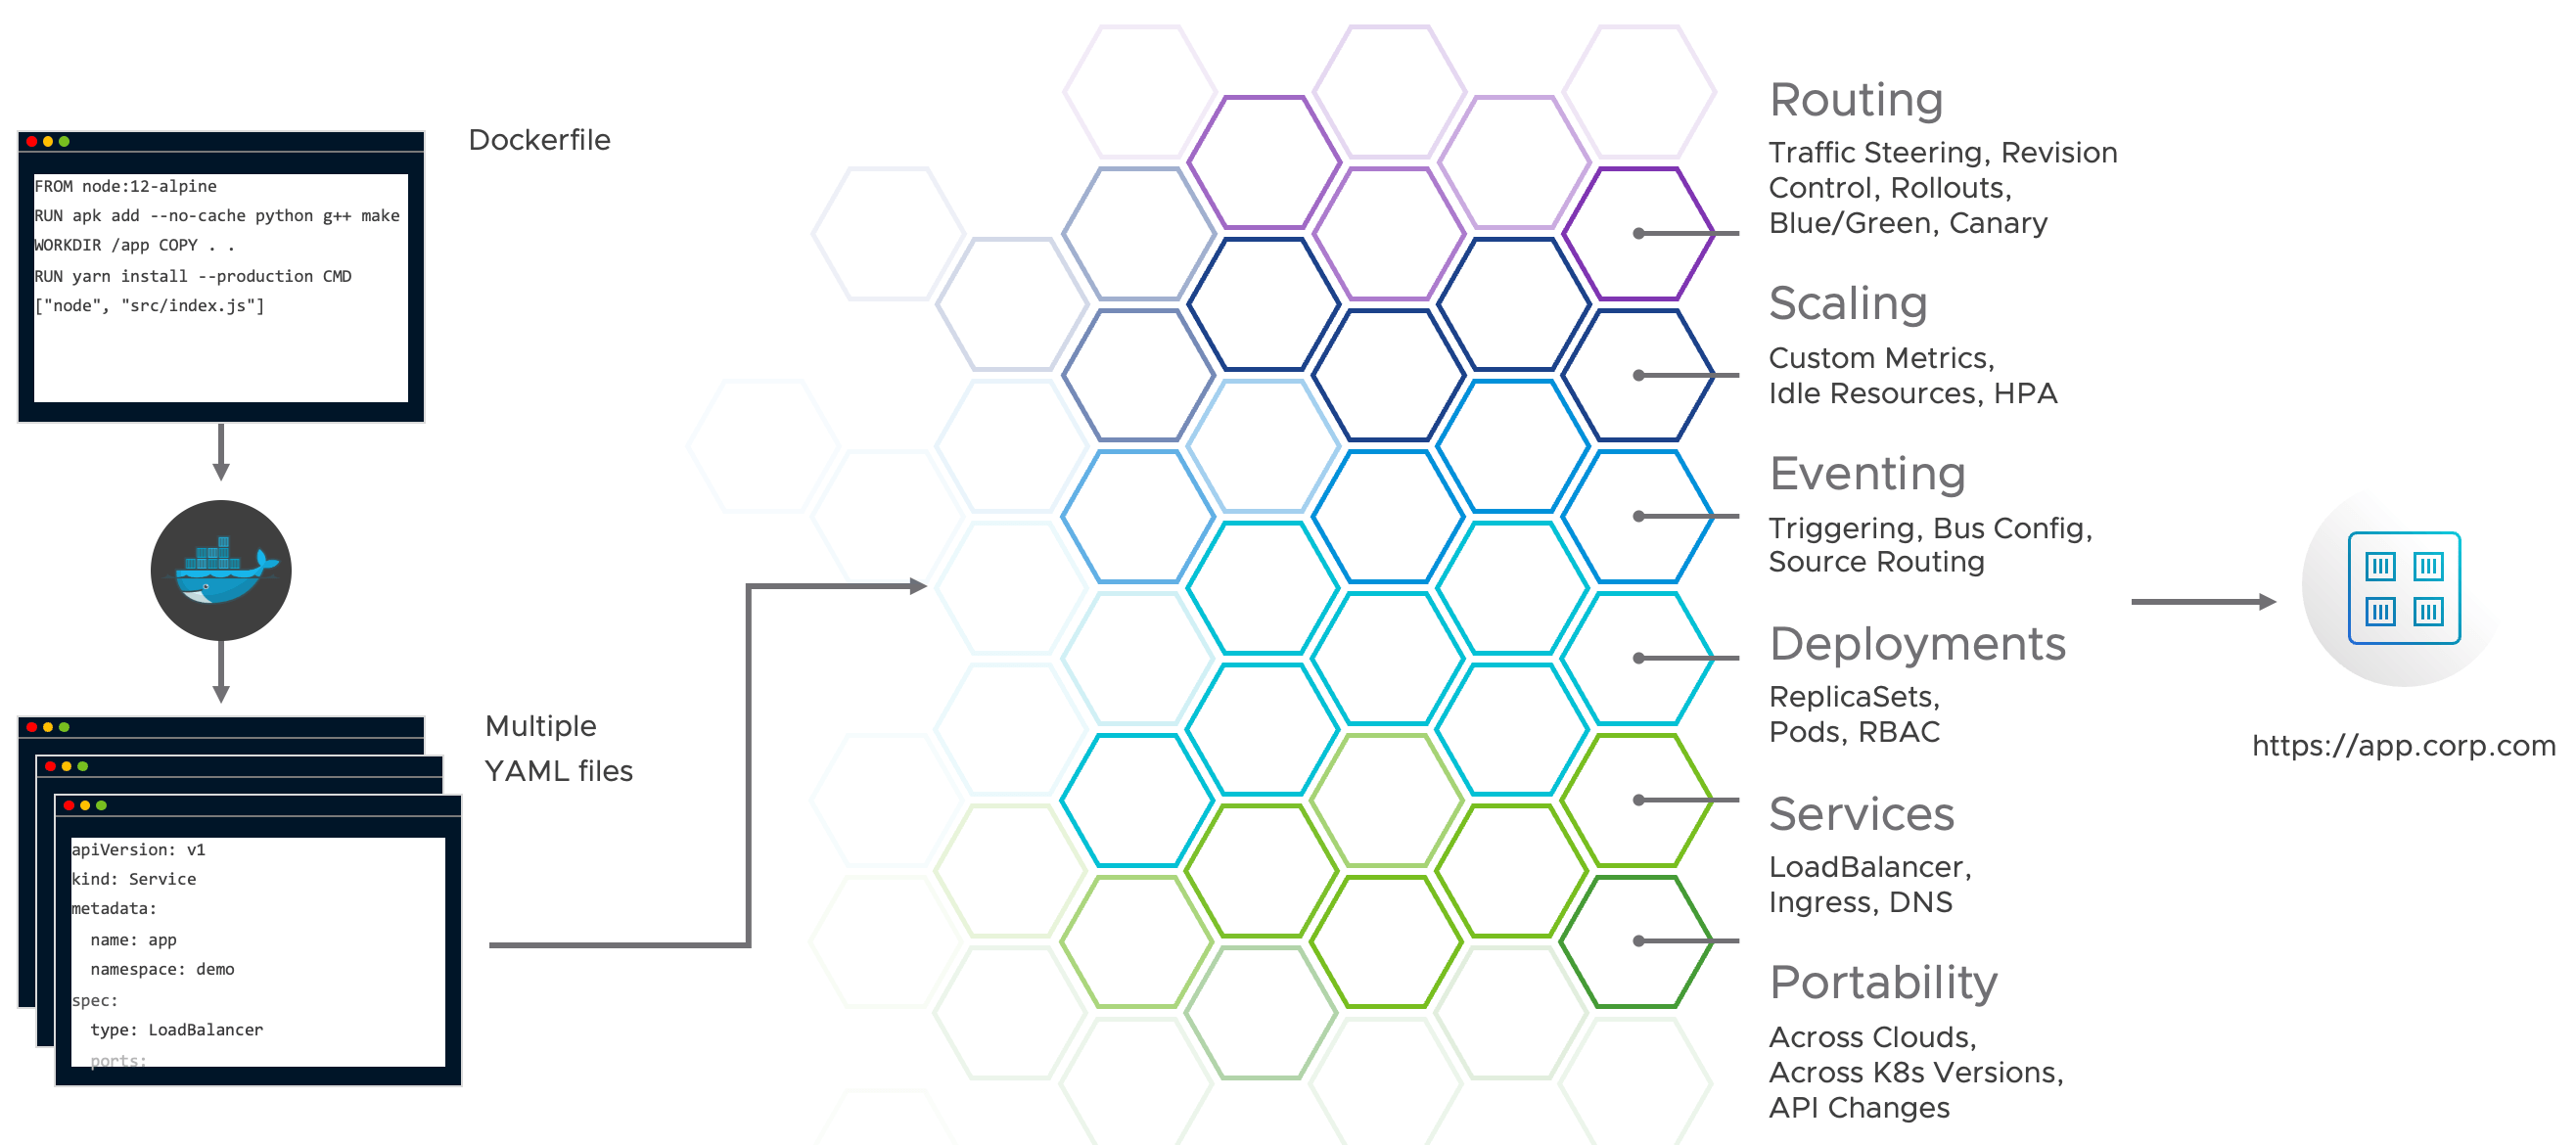 Dockerfile
FROM node:12-alpine
RUN apk add --no-cache python g++ make
WORKDIR /app COPY . .
RUN yarn install --production CMD
["node", "src/index.js"]
Multiple
YAML files
apiVersion: v1
kind: Service
metadata:
  name: app
  namespace: demo
spec:
  type: LoadBalancer
  ports:
Routing
Traffic Steering, Revision
Control, Rollouts,
Blue/Green, Canary
Scaling
Custom Metrics,
Idle Resources, HPA
Eventing
Triggering, Bus Config,
Source Routing
Deployments
ReplicaSets,
Pods, RBAC
Services
LoadBalancer,
Ingress, DNS
Portability
Across Clouds,
Across K8s Versions,
API Changes
https://app.corp.com